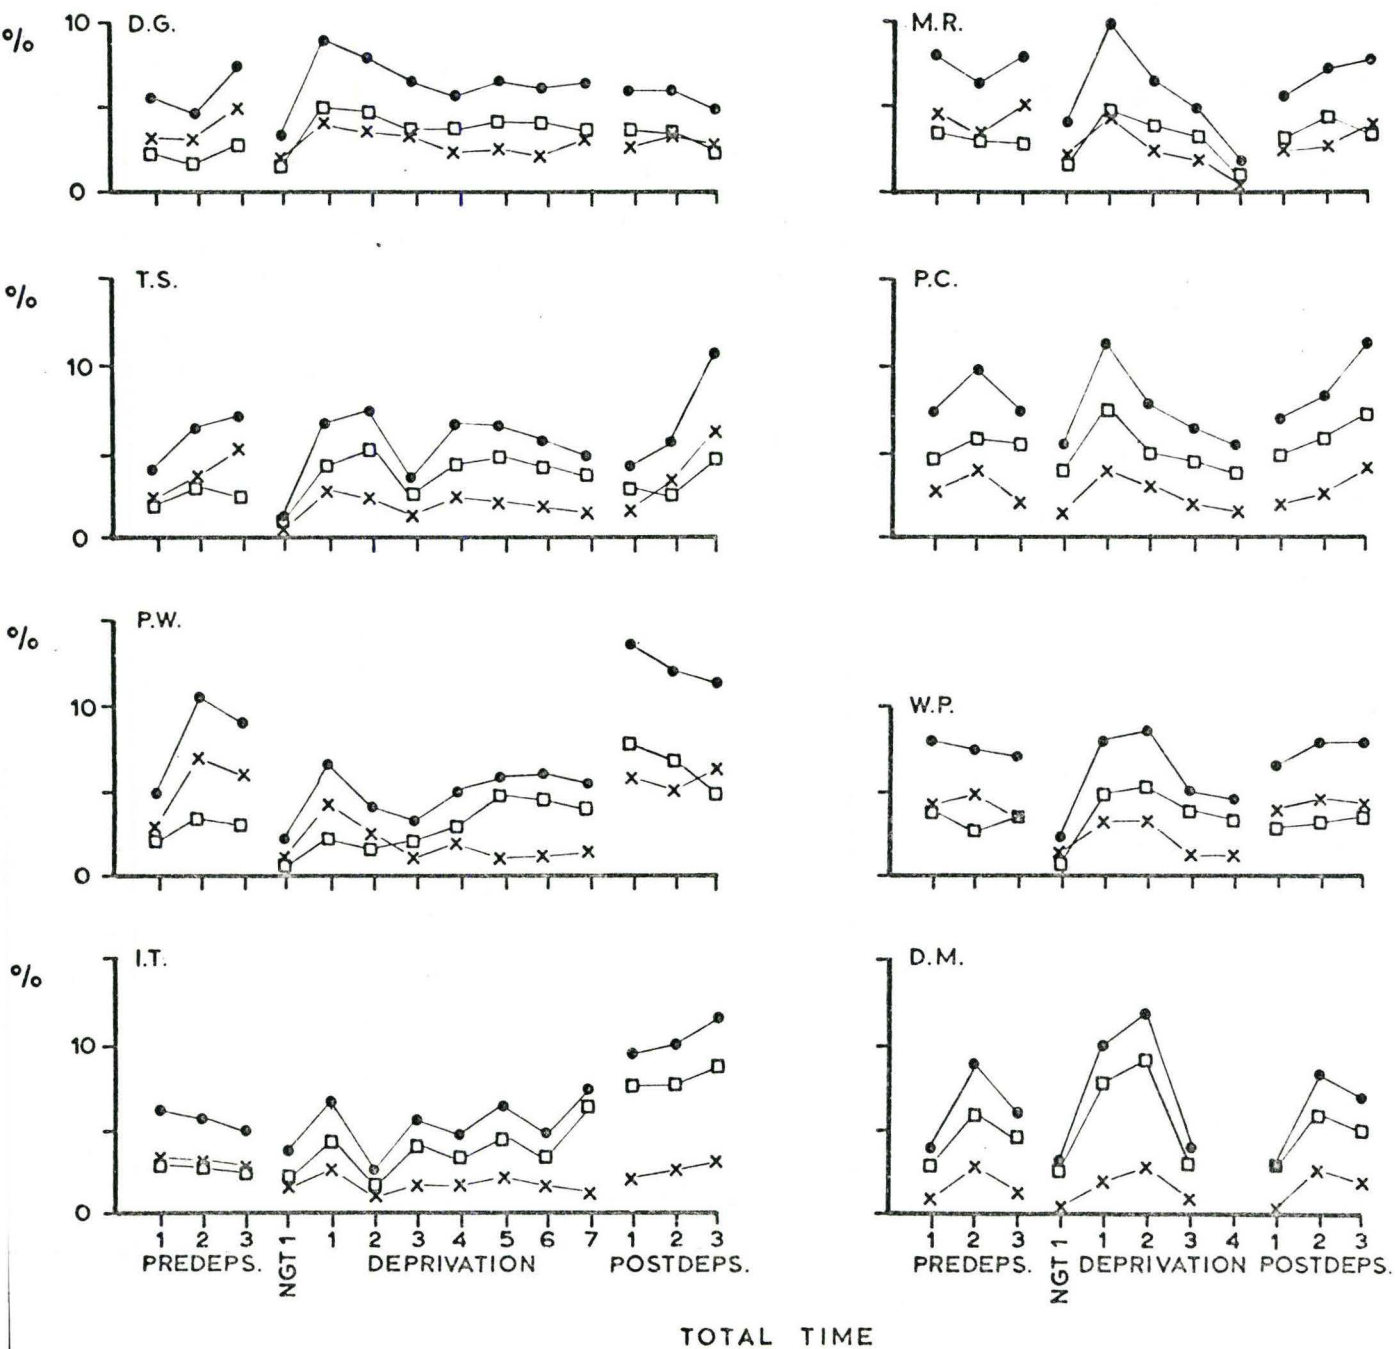 % 10 D.G. M.R.
0
% T.S. P.C.
10
0
% P.W. W.P.
10
0
% I.T. D.M.
10
0
1 2 3 NGT 1 1 2 3 4 5 6 7 1 2 3 1 2 3 NGT 1 1 2 3 4 1 2 3
PREDEPS. DEPRIVATION POSTDEPS. PREDEPS. DEPRIVATION POSTDEPS.
TOTAL TIME